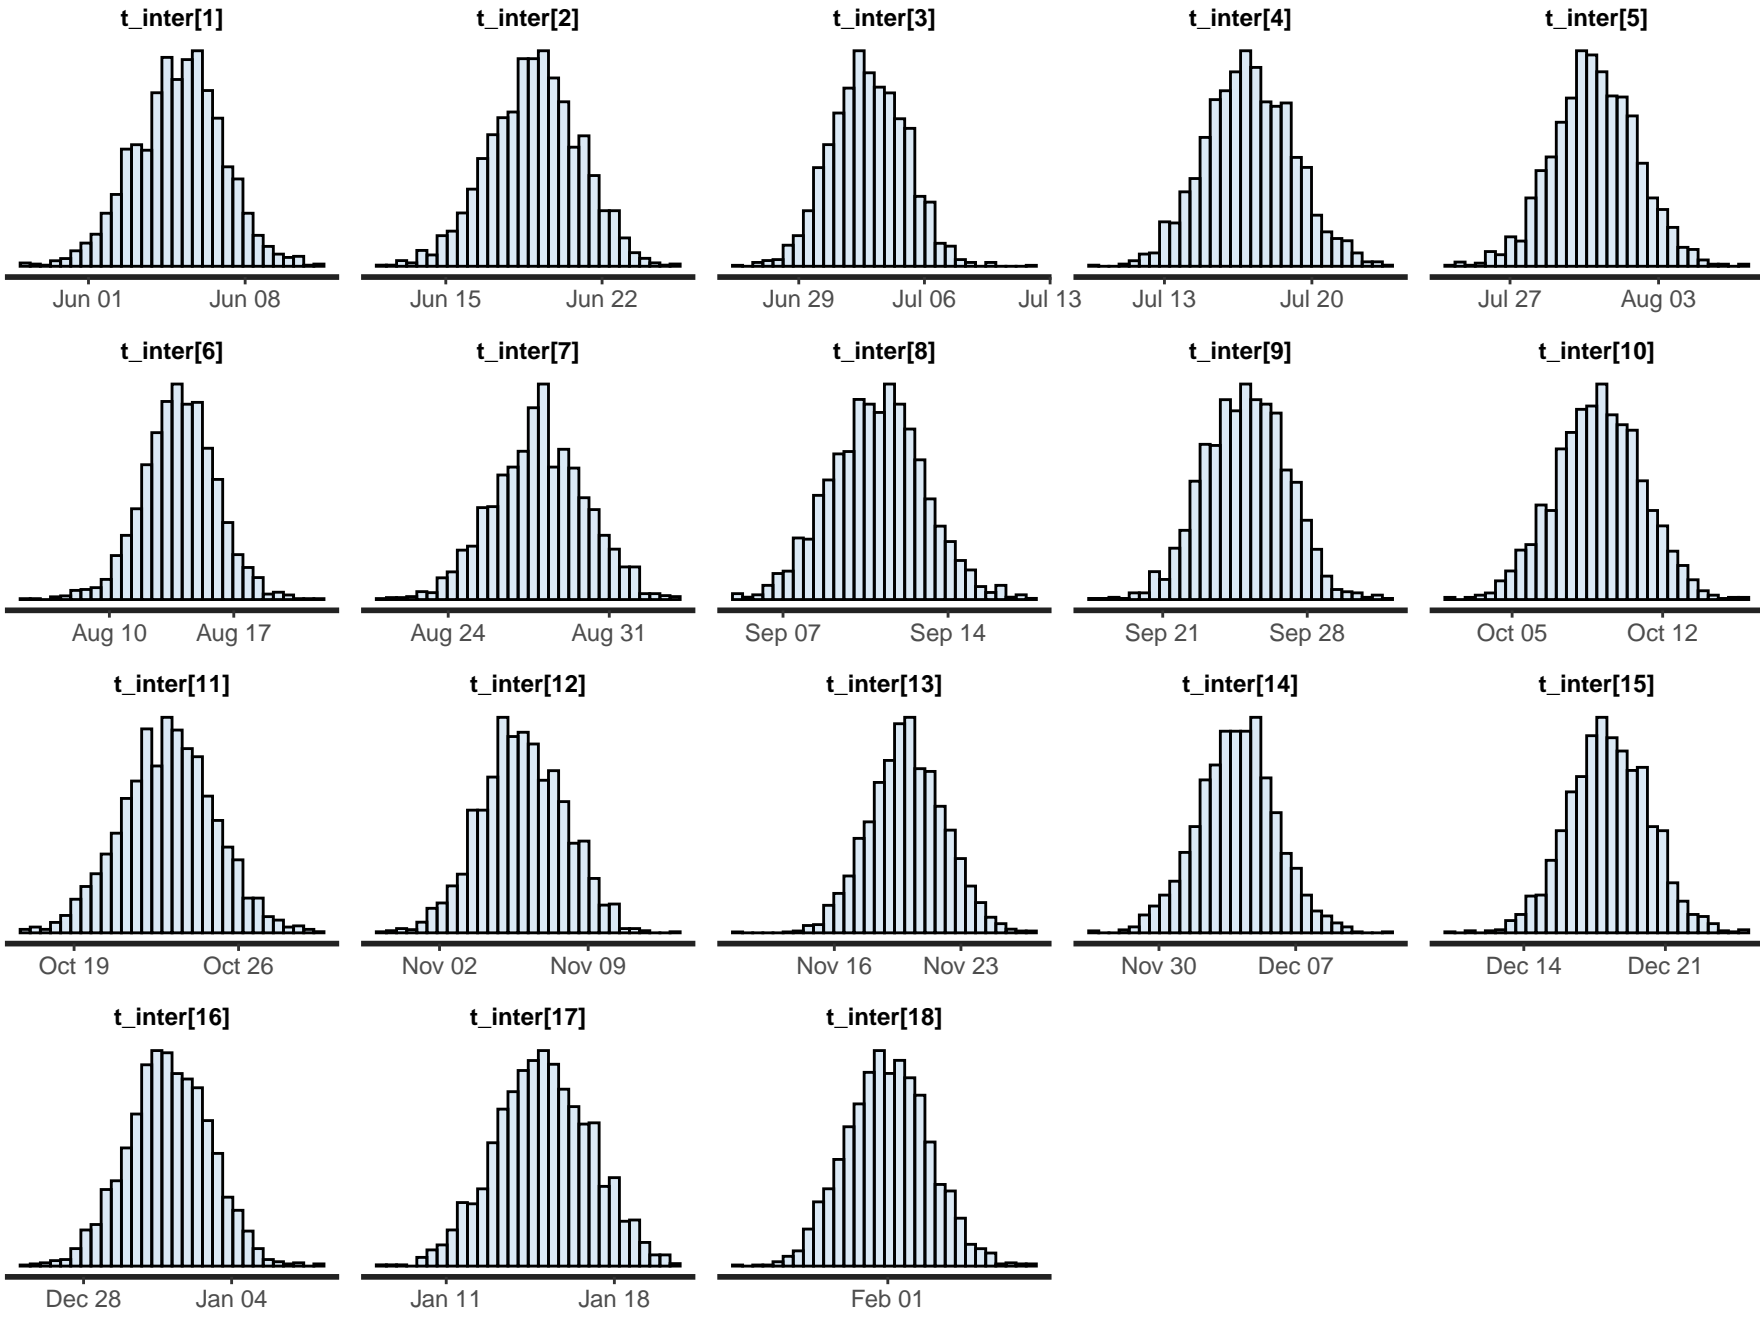 t_inter[1] t_inter[2] t_inter[3] t_inter[4] t_inter[5]
Jun 01 Jun 08 Jun 15 Jun 22 Jun 29 Jul 06 Jul 13 Jul 13 Jul 20 Jul 27 Aug 03
t_inter[6] t_inter[7] t_inter[8] t_inter[9] t_inter[10]
Aug 10 Aug 17 Aug 24 Aug 31 Sep 07 Sep 14 Sep 21 Sep 28 Oct 05 Oct 12
t_inter[11] t_inter[12] t_inter[13] t_inter[14] t_inter[15]
Oct 19 Oct 26 Nov 02 Nov 09 Nov 16 Nov 23 Nov 30 Dec 07 Dec 14 Dec 21
t_inter[16] t_inter[17] t_inter[18]
Dec 28 Jan 04 Jan 11 Jan 18 Feb 01